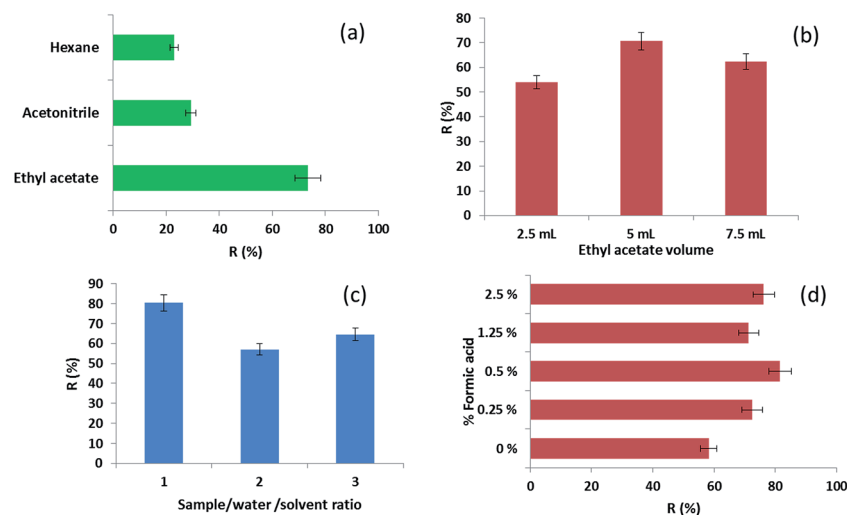 (a)
Hexane
Acetonitrile
Ethyl acetate
0 20 40 60 80 100
R (%)
(b)
R (%)
80
70
60
50
40
30
20
10
0
2.5 mL 5 mL 7.5 mL
Ethyl acetate volume
(c)
R (%)
90
80
70
60
50
40
30
20
10
0
1 2 3
Sample/water /solvent ratio
(d)
% Formic acid
2.5 %
1.25 %
0.5 %
0.25 %
0 %
0 20 40 60 80 100
R (%)